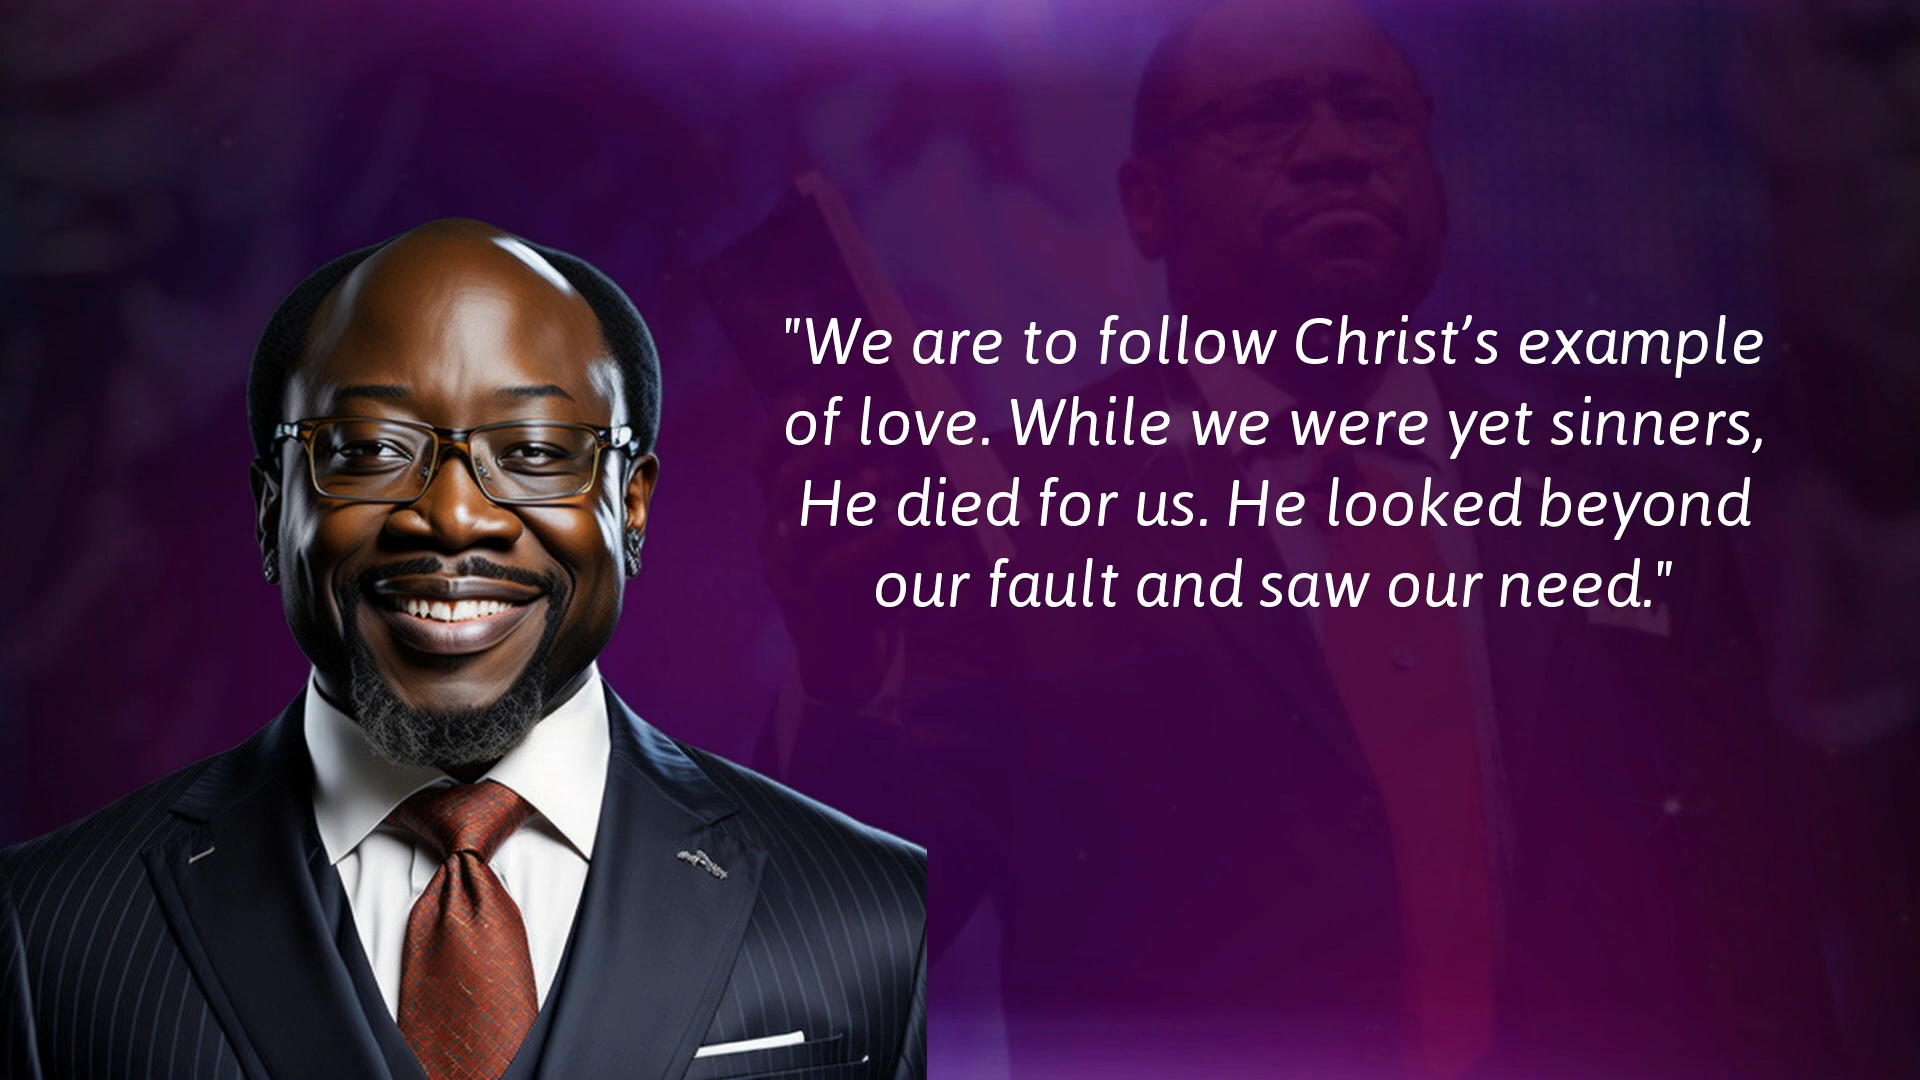 "We are to follow Christ’s example
of love. While we were yet sinners,
He died for us. He looked beyond
our fault and saw our need."